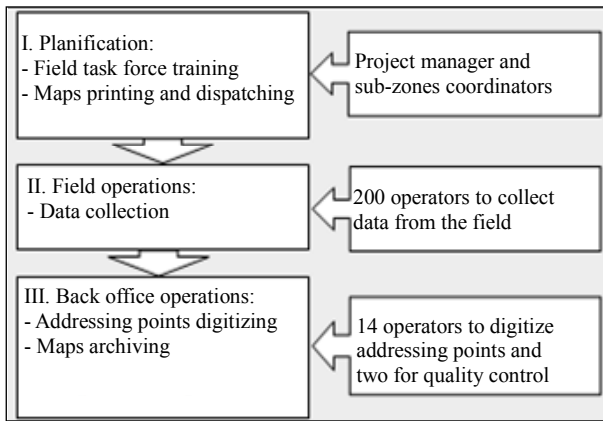 I. Planification:
- Field task force training
- Maps printing and dispatching
Project manager and
sub-zones coordinators
II. Field operations:
- Data collection
200 operators to collect
data from the field
III. Back office operations:
- Addressing points digitizing
- Maps archiving
14 operators to digitize
addressing points and
two for quality control